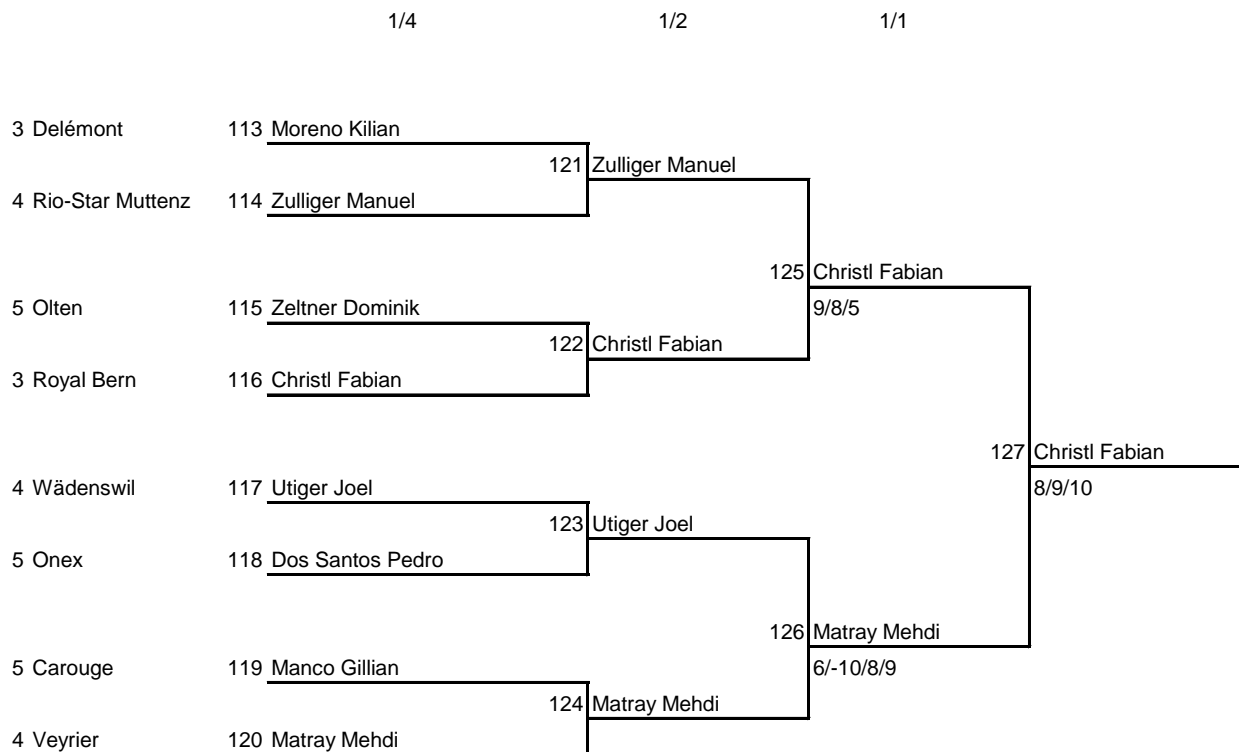 1/4 1/2 1/1
3 Delémont 113 Moreno Kilian
121 Zulliger Manuel
4 Rio-Star Muttenz 114 Zulliger Manuel
125 Christl Fabian
5 Olten 115 Zeltner Dominik 9/8/5
122 Christl Fabian
3 Royal Bern 116 Christl Fabian
127 Christl Fabian
4 Wädenswil 117 Utiger Joel 8/9/10
123 Utiger Joel
5 Onex 118 Dos Santos Pedro
126 Matray Mehdi
5 Carouge 119 Manco Gillian 6/-10/8/9
124 Matray Mehdi
4 Veyrier 120 Matray Mehdi